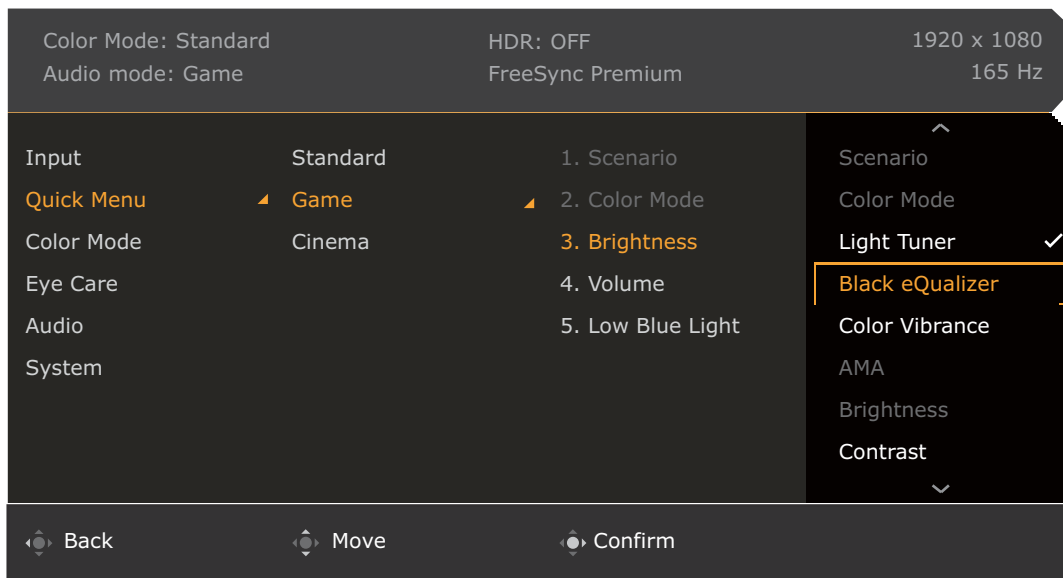 Color Mode: Standard
HDR: OFF
1920 x 1080
Audio mode: Game
FreeSync Premium
165 Hz
Input
Quick Menu
Color Mode
Eye Care
Audio
System
Standard
Game
Cinema
1. Scenario
2. Color Mode
3. Brightness
4. Volume
5. Low Blue Light
Scenario
Color Mode
Light Tuner
Black eQualizer
Color Vibrance
AMA
Brightness
Contrast
Back
Move
Confirm